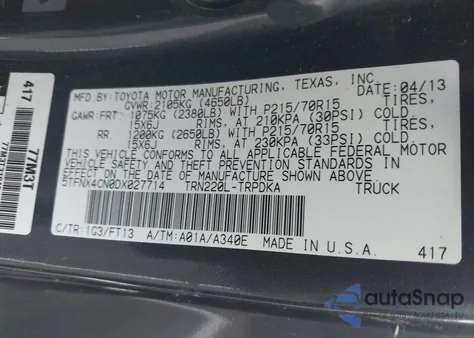 MFD. BY: TOYOTA MOTOR MANUFACTURING, TEXAS, INC. 04/13
GVWR: 2105KG (4650LB)
GAWR: FRT. 1075KG (2380LB) WITH P215/70R15 TIRES,
15X6J RIMS, AT 210KPA (30PSI) COLD.
RR. 1200KG (2650LB) WITH P215/70R15 TIRES,
15X6J RIMS, AT 230KPA (33PSI) COLD.
THIS VEHICLE CONFORMS TO ALL APPLICABLE FEDERAL MOTOR
VEHICLE SAFETY AND THEFT PREVENTION STANDARDS IN
EFFECT ON THE DATE OF MANUFACTURE SHOWN ABOVE.
5TFNX4CN0DX027714 TRN220L-TRPDKA TRUCK
C/TR: 1G3/FT13 A/TM: A01A/A340E MADE IN U.S.A. 417
417
77M3T
autoSnap